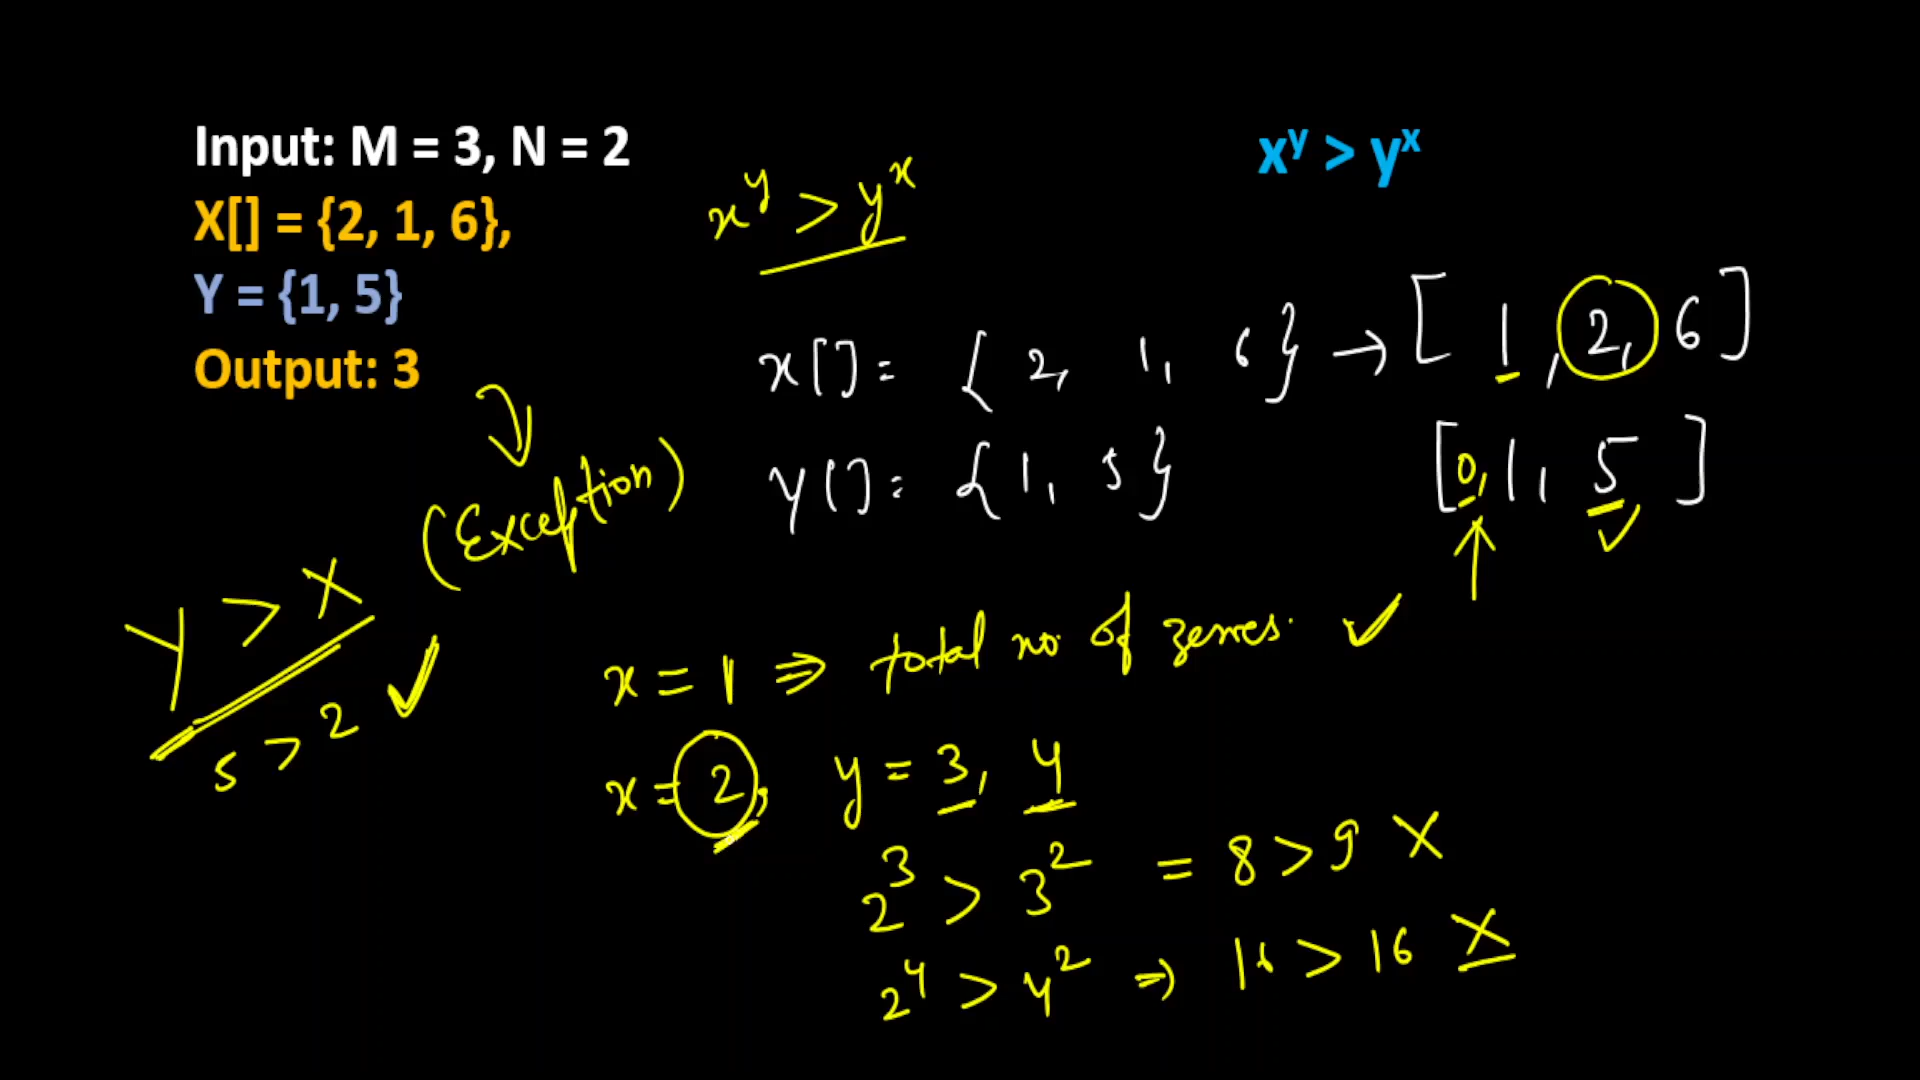 Input: M = 3, N = 2
X[] = {2, 1, 6},
Y = {1, 5}
Output: 3
xʸ > yˣ
xʸ > yˣ
x[] = { 2, 1, 6 } → [ 1, 2, 6 ]
y[] = { 1, 5 } [ 0, 1, 5 ] ✓
(Exception)
Y > X
5 > 2 ✓
x = 1 ⇒ total no. of zeroes. ✓
x = 2, y = 3, 4
2³ > 3² = 8 > 9 X
2⁴ > 4² ⇒ 16 > 16 X